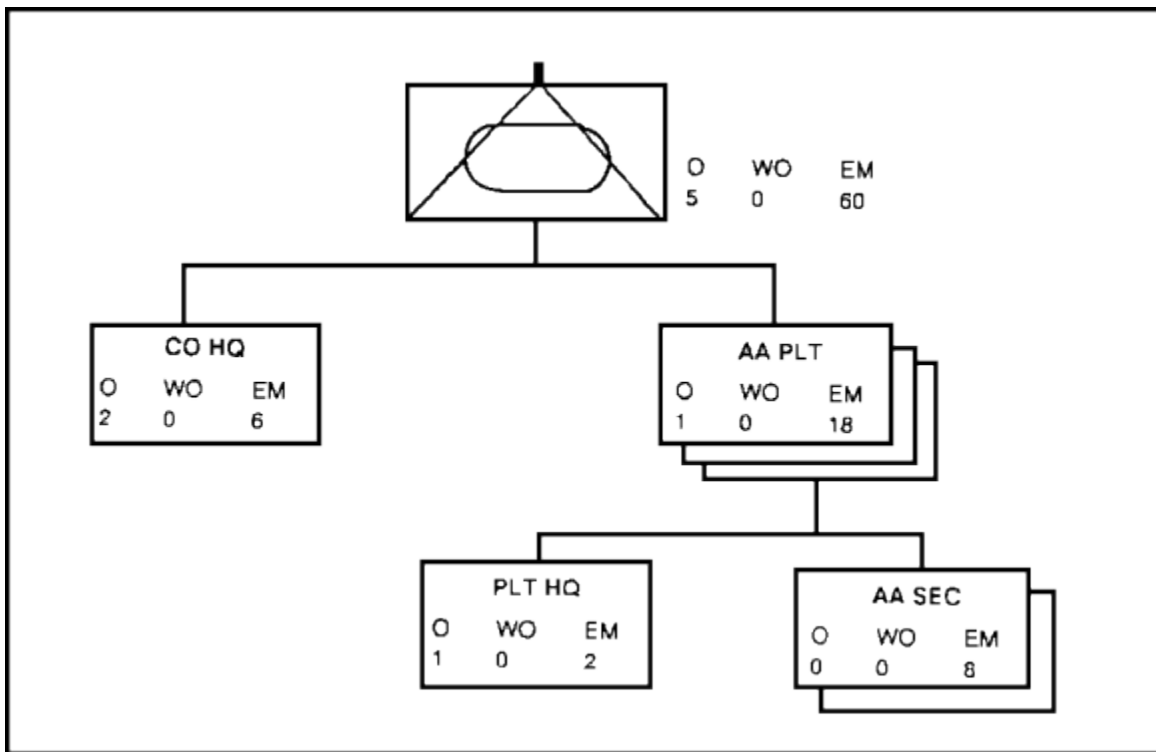 O WO EM
5 0 60
CO HQ
O WO EM
2 0 6
AA PLT
O WO EM
1 0 18
PLT HQ
O WO EM
1 0 2
AA SEC
O WO EM
0 0 8